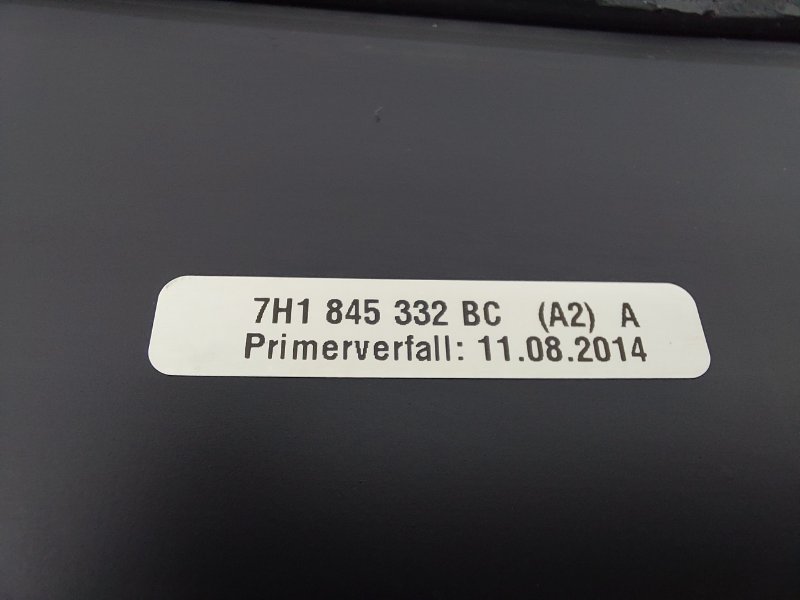 7H1 845 332 BC (A2) A
Primerverfall: 11.08.2014